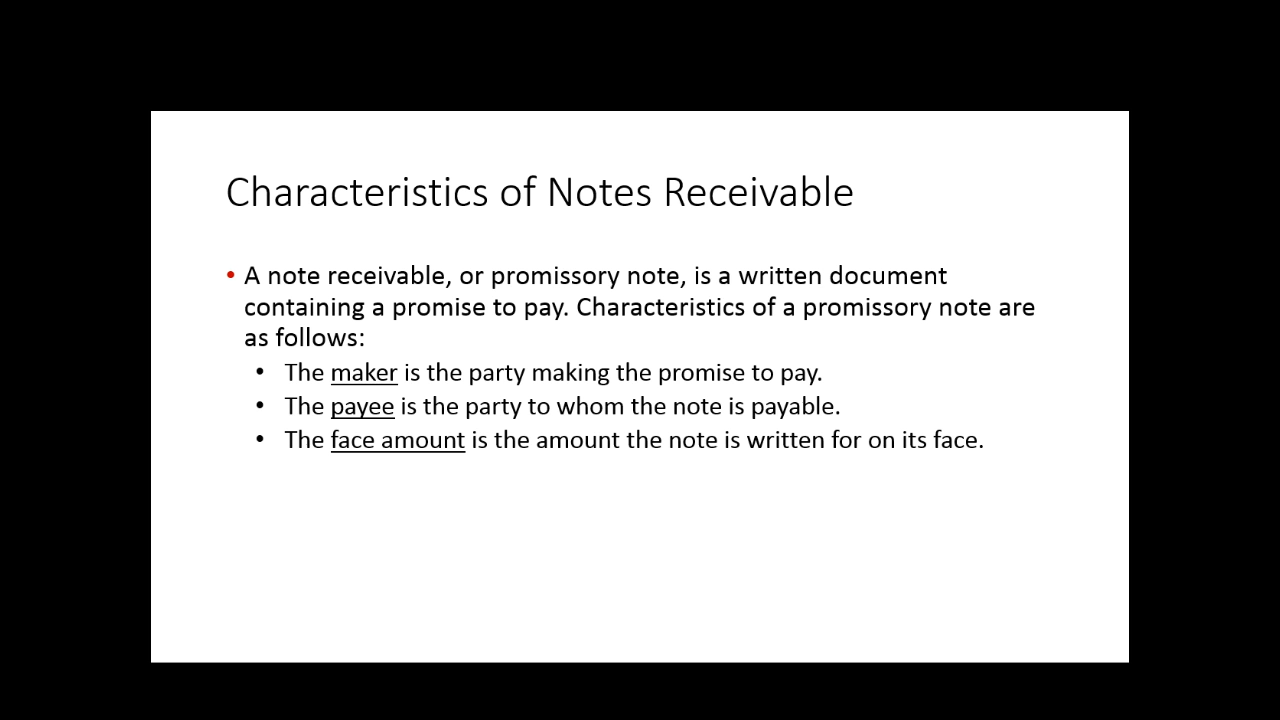 Characteristics of Notes Receivable
• A note receivable, or promissory note, is a written document
containing a promise to pay. Characteristics of a promissory note are
as follows:
• The maker is the party making the promise to pay.
• The payee is the party to whom the note is payable.
• The face amount is the amount the note is written for on its face.